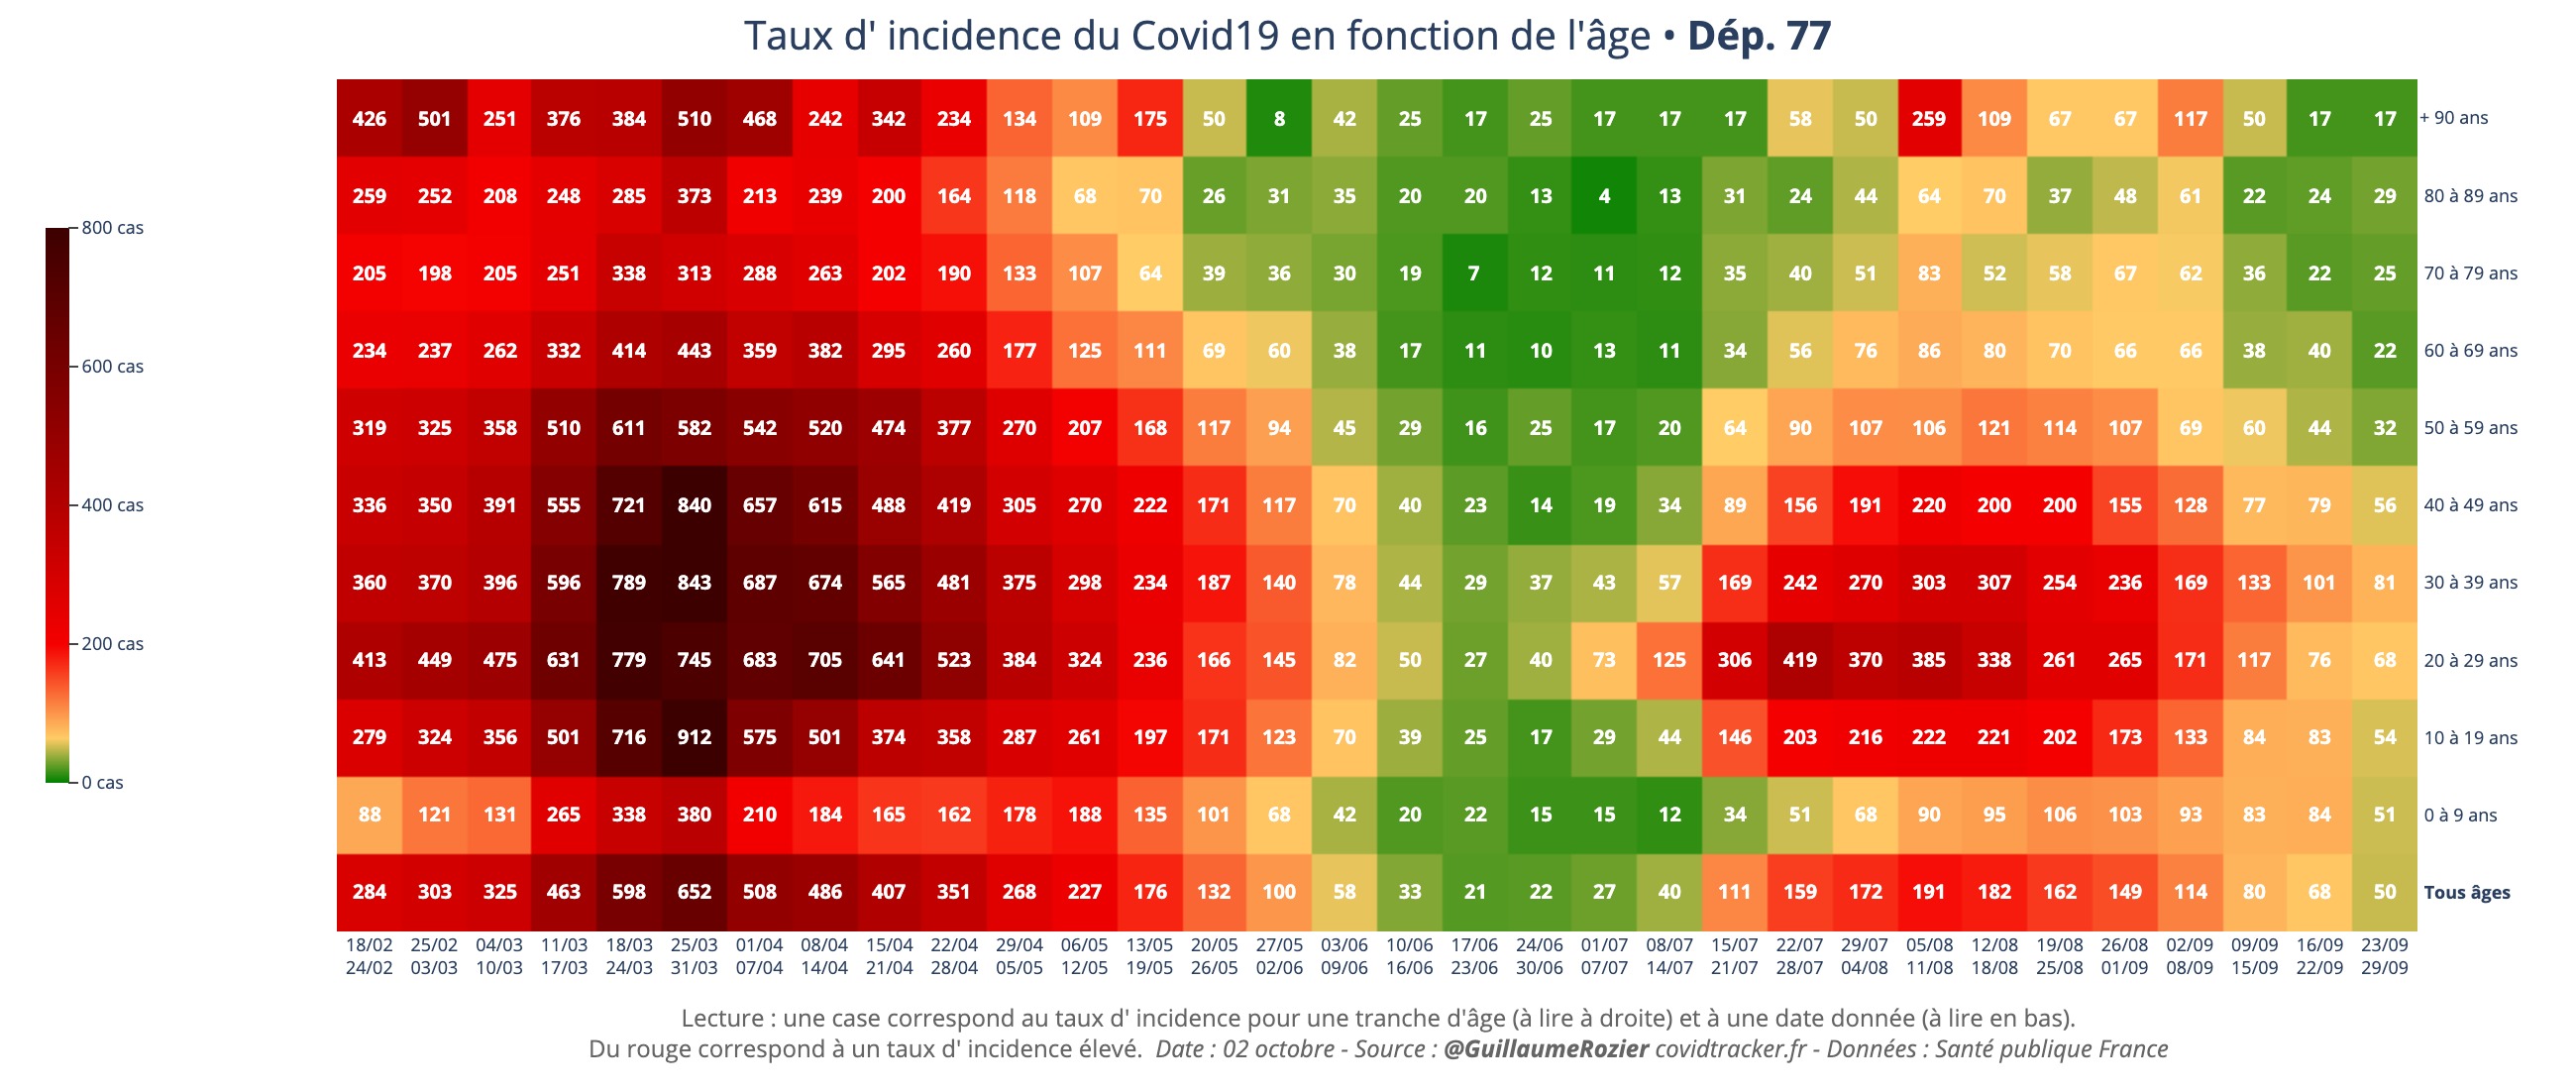 Taux d' incidence du Covid19 en fonction de l'âge • Dép. 77
800 cas
600 cas
400 cas
200 cas
0 cas
426 501 251 376 384 510 468 242 342 234 134 109 175 50 8 42 25 17 25 17 17 17 58 50 259 109 67 67 117 50 17 17 + 90 ans
259 252 208 248 285 373 213 239 200 164 118 68 70 26 31 35 20 20 13 4 13 31 24 44 64 70 37 48 61 22 24 29 80 à 89 ans
205 198 205 251 338 313 288 263 202 190 133 107 64 39 36 30 19 7 12 11 12 35 40 51 83 52 58 67 62 36 22 25 70 à 79 ans
234 237 262 332 414 443 359 382 295 260 177 125 111 69 60 38 17 11 10 13 11 34 56 76 86 80 70 66 66 38 40 22 60 à 69 ans
319 325 358 510 611 582 542 520 474 377 270 207 168 117 94 45 29 16 25 17 20 64 90 107 106 121 114 107 69 60 44 32 50 à 59 ans
336 350 391 555 721 840 657 615 488 419 305 270 222 171 117 70 40 23 14 19 34 89 156 191 220 200 200 155 128 77 79 56 40 à 49 ans
360 370 396 596 789 843 687 674 565 481 375 298 234 187 140 78 44 29 37 43 57 169 242 270 303 307 254 236 169 133 101 81 30 à 39 ans
413 449 475 631 779 745 683 705 641 523 384 324 236 166 145 82 50 27 40 73 125 306 419 370 385 338 261 265 171 117 76 68 20 à 29 ans
279 324 356 501 716 912 575 501 374 358 287 261 197 171 123 70 39 25 17 29 44 146 203 216 222 221 202 173 133 84 83 54 10 à 19 ans
88 121 131 265 338 380 210 184 165 162 178 188 135 101 68 42 20 22 15 15 12 34 51 68 90 95 106 103 93 83 84 51 0 à 9 ans
284 303 325 463 598 652 508 486 407 351 268 227 176 132 100 58 33 21 22 27 40 111 159 172 191 182 162 149 114 80 68 50 Tous âges
18/02 25/02 04/03 11/03 18/03 25/03 01/04 08/04 15/04 22/04 29/04 06/05 13/05 20/05 27/05 03/06 10/06 17/06 24/06 01/07 08/07 15/07 22/07 29/07 05/08 12/08 19/08 26/08 02/09 09/09 16/09 23/09
24/02 03/03 10/03 17/03 24/03 31/03 07/04 14/04 21/04 28/04 05/05 12/05 19/05 26/05 02/06 09/06 16/06 23/06 30/06 07/07 14/07 21/07 28/07 04/08 11/08 18/08 25/08 01/09 08/09 15/09 22/09 29/09
Lecture : une case correspond au taux d' incidence pour une tranche d'âge (à lire à droite) et à une date donnée (à lire en bas).
Du rouge correspond à un taux d' incidence élevé. Date : 02 octobre - Source : @GuillaumeRozier covidtracker.fr - Données : Santé publique France